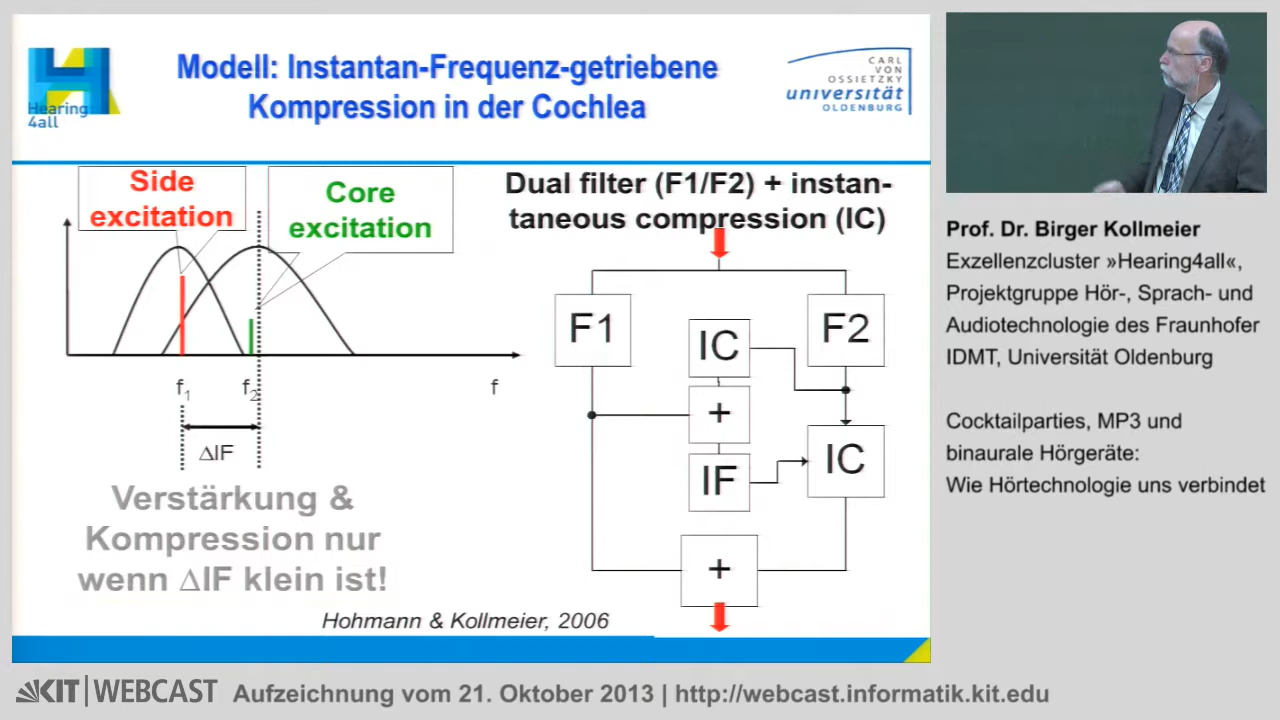 Hearing
4all
Modell: Instantan-Frequenz-getriebene
Kompression in der Cochlea
CARL
VON
OSSIETZKY
universität
OLDENBURG
Side
excitation
Core
excitation
f1
f2
f
ΔIF
Verstärkung &
Kompression nur
wenn ΔIF klein ist!
Dual filter (F1/F2) + instan-
taneous compression (IC)
F1
IC
F2
+
IF
IC
+
Hohmann & Kollmeier, 2006
Prof. Dr. Birger Kollmeier
Exzellenzcluster »Hearing4all«,
Projektgruppe Hör-, Sprach- und
Audiotechnologie des Fraunhofer
IDMT, Universität Oldenburg
Cocktailparties, MP3 und
binaurale Hörgeräte:
Wie Hörtechnologie uns verbindet
KIT | WEBCAST Aufzeichnung vom 21. Oktober 2013 | http://webcast.informatik.kit.edu